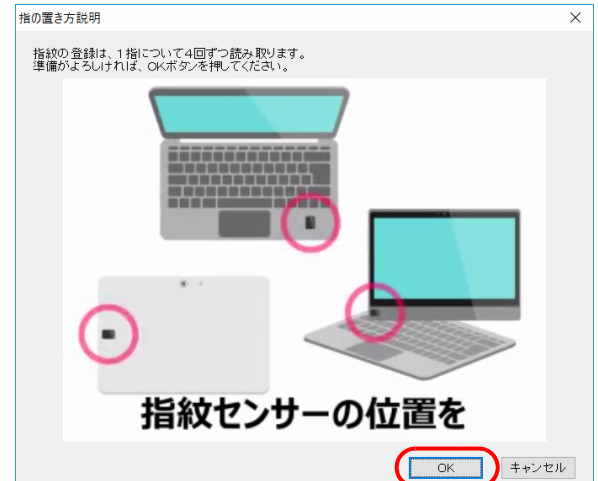 指の置き方説明
指紋の登録は、1指について4回ずつ読み取ります。
準備がよろしければ、OKボタンを押してください。
指紋センサーの位置を
OK
キャンセル